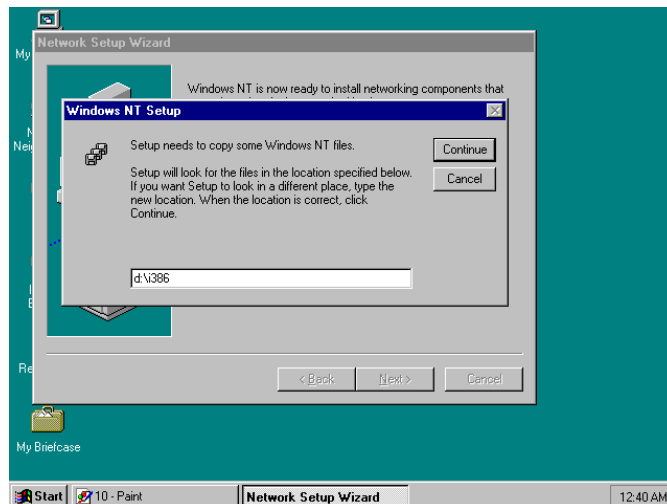 My
Network Setup Wizard
Windows NT is now ready to install networking components that
Windows NT Setup
Setup needs to copy some Windows NT files.
Continue
Setup will look for the files in the location specified below.
If you want Setup to look in a different place, type the
new location. When the location is correct, click
Continue.
Cancel
N
Nei
d:\i386
I
E
Re
< Back
Next >
Cancel
My Briefcase
Start
10 - Paint
Network Setup Wizard
12:40 AM